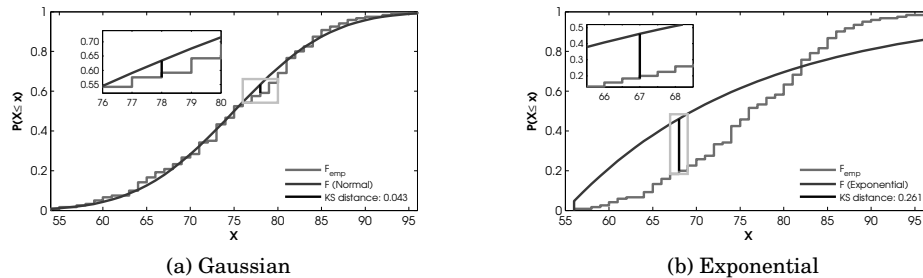 1
0.8
0.6
0.4
0.2
0
P(X≤ x)
0.70
0.65
0.60
0.55
76 77 78 79 80
F_emp
F (Normal)
KS distance: 0.043
55 60 65 70 75 80 85 90 95
X
(a) Gaussian
1
0.8
0.6
0.4
0.2
0
P(X≤ x)
0.5
0.4
0.3
0.2
66 67 68
F_emp
F (Exponential)
KS distance: 0.261
55 60 65 70 75 80 85 90 95
X
(b) Exponential